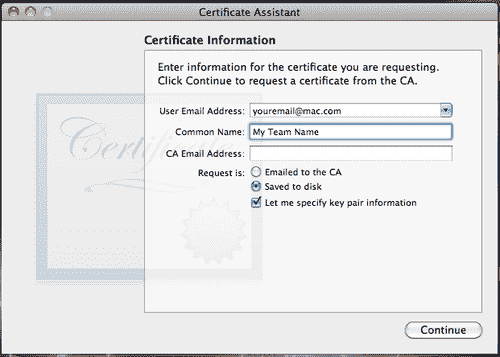 Certificate Assistant
Certificate Information
Enter information for the certificate you are requesting.
Click Continue to request a certificate from the CA.
User Email Address: youremail@mac.com
Common Name: My Team Name
CA Email Address:
Request is: Emailed to the CA
Saved to disk
Let me specify key pair information
Certificate
Continue